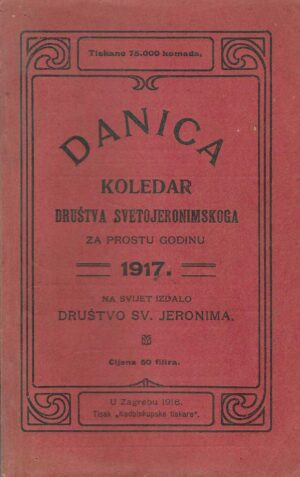 Tiskano 75.000 komada.
DANICA
KOLEDAR
DRUŠTVA SVETOJERONIMSKOGA
ZA PROSTU GODINU
1917.
NA SVIJET IZDALO
DRUŠTVO SV. JERONIMA.
Cijena 60 filira.
U Zagrebu 1916.
Tisak „Nadbiskupske tiskare".